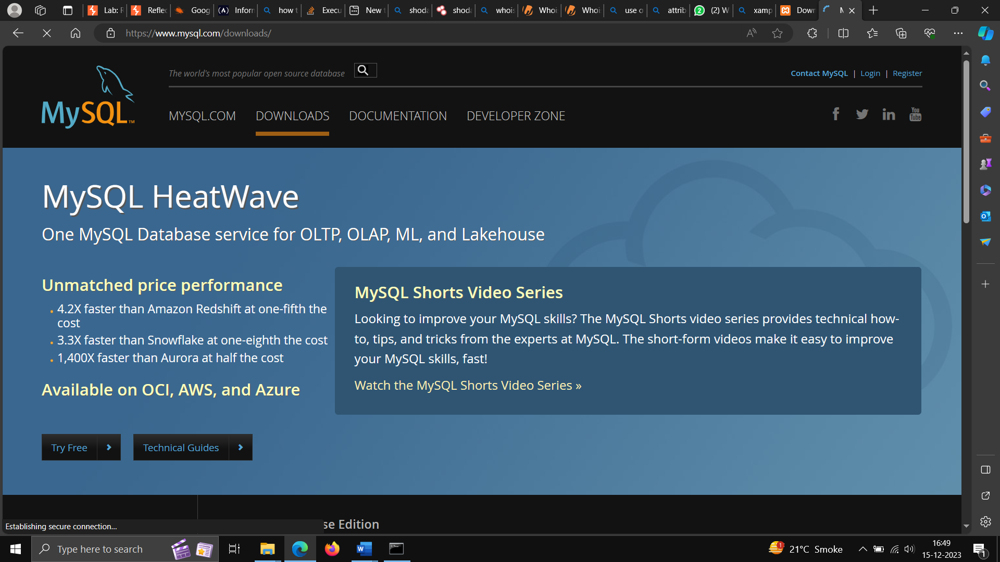 Lab: R
Reflec
Goog
Inform
how t
Execu
New t
shoda
shoda
whois
Whois
Whois
use o
attrib
(2) W
xamp
Down
https://www.mysql.com/downloads/
The world's most popular open source database
Contact MySQL | Login | Register
MySQL™
MYSQL.COM
DOWNLOADS
DOCUMENTATION
DEVELOPER ZONE
You
Tube
MySQL HeatWave
One MySQL Database service for OLTP, OLAP, ML, and Lakehouse
Unmatched price performance
4.2X faster than Amazon Redshift at one-fifth the
cost
3.3X faster than Snowflake at one-eighth the cost
1,400X faster than Aurora at half the cost
Available on OCI, AWS, and Azure
MySQL Shorts Video Series
Looking to improve your MySQL skills? The MySQL Shorts video series provides technical how-
to, tips, and tricks from the experts at MySQL. The short-form videos make it easy to improve
your MySQL skills, fast!
Watch the MySQL Shorts Video Series »
Try Free
Technical Guides
se Edition
Establishing secure connection...
Type here to search
21°C Smoke
16:49
15-12-2023
1